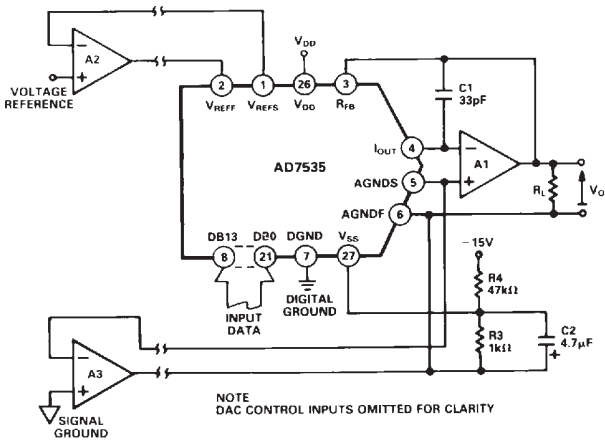 A2
VOLTAGE
REFERENCE
VDD
2
1
26
3
VREFF
VREFS
VDD
RFB
C1
33pF
AD7535
IOUT
4
A1
AGNDS
5
AGNDF
6
RL
VO
DB13
DB0
DGND
VSS
8
21
7
27
INPUT
DATA
DIGITAL
GROUND
−15V
R4
47kΩ
R3
1kΩ
C2
4.7μF
A3
SIGNAL
GROUND
NOTE
DAC CONTROL INPUTS OMITTED FOR CLARITY